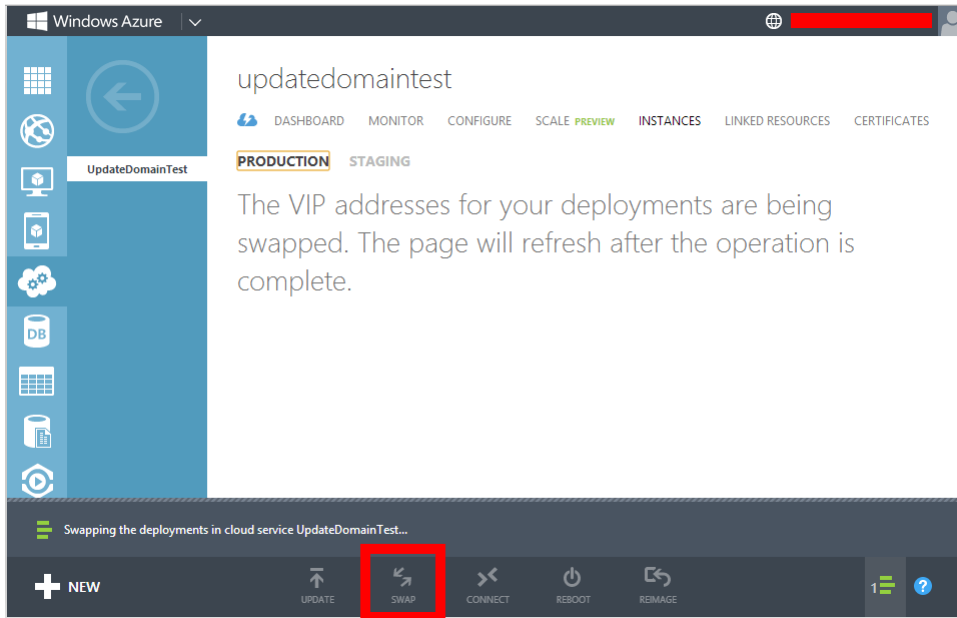 Windows Azure
updatedomaintest
DASHBOARD MONITOR CONFIGURE SCALE PREVIEW INSTANCES LINKED RESOURCES CERTIFICATES
UpdateDomainTest
PRODUCTION STAGING
The VIP addresses for your deployments are being
swapped. The page will refresh after the operation is
complete.
DB
Swapping the deployments in cloud service UpdateDomainTest...
NEW UPDATE SWAP CONNECT REBOOT REIMAGE 1 ?